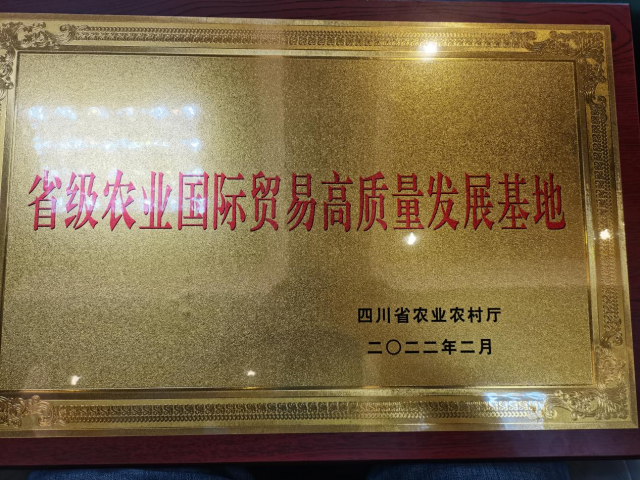 省级农业国际贸易高质量发展基地
四川省农业农村厅
二〇二二年二月